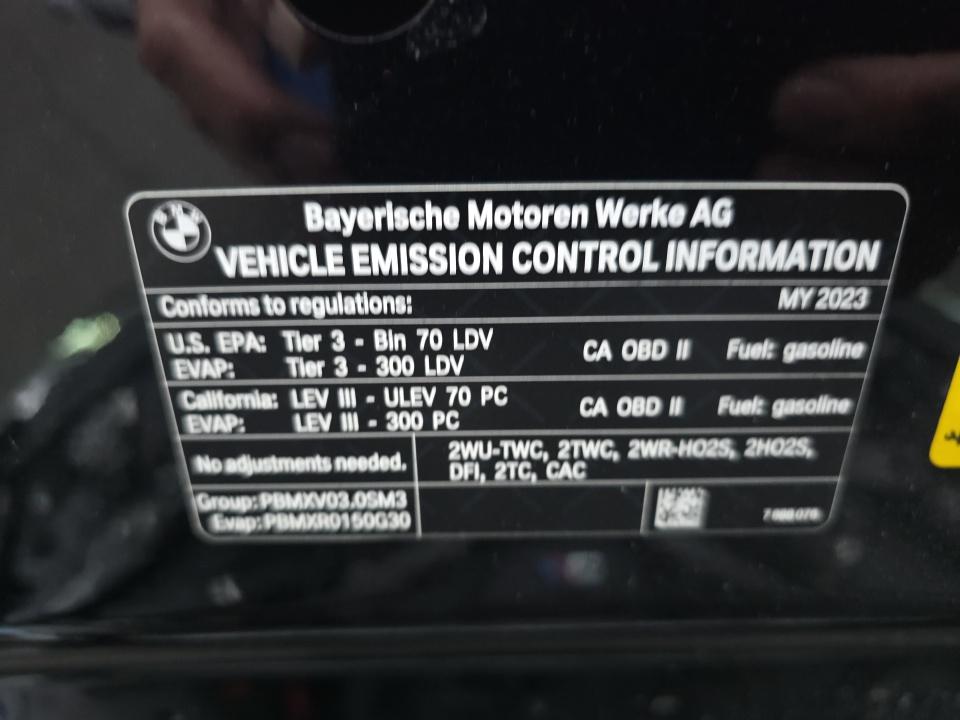 Bayerische Motoren Werke AG
VEHICLE EMISSION CONTROL INFORMATION
Conforms to regulations: MY 2023
U.S. EPA: Tier 3 - Bin 70 LDV CA OBD II Fuel: gasoline
EVAP: Tier 3 - 300 LDV
California: LEV III - ULEV 70 PC CA OBD II Fuel: gasoline
EVAP: LEV III - 300 PC
No adjustments needed. 2WU-TWC, 2TWC, 2WR-HO2S, 2HO2S,
DFI, 2TC, CAC
Group: PBMXV03.0SM3
Evap: PBMXR0150G30